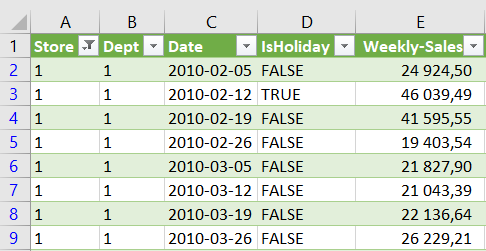 A B C D E
1 Store Dept Date IsHoliday Weekly-Sales
2 1 1 2010-02-05 FALSE 24 924,50
3 1 1 2010-02-12 TRUE 46 039,49
4 1 1 2010-02-19 FALSE 41 595,55
5 1 1 2010-02-26 FALSE 19 403,54
6 1 1 2010-03-05 FALSE 21 827,90
7 1 1 2010-03-12 FALSE 21 043,39
8 1 1 2010-03-19 FALSE 22 136,64
9 1 1 2010-03-26 FALSE 26 229,21